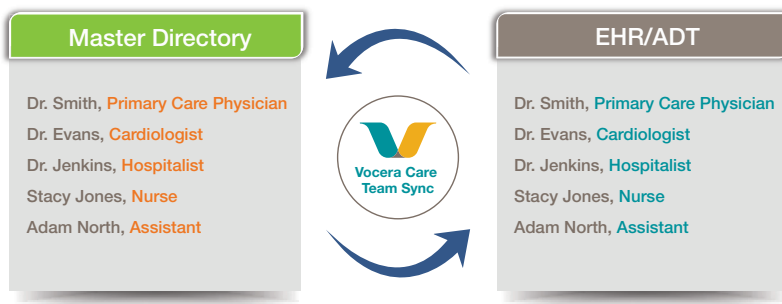 Master Directory
Dr. Smith, Primary Care Physician
Dr. Evans, Cardiologist
Dr. Jenkins, Hospitalist
Stacy Jones, Nurse
Adam North, Assistant
Vocera Care
Team Sync
EHR/ADT
Dr. Smith, Primary Care Physician
Dr. Evans, Cardiologist
Dr. Jenkins, Hospitalist
Stacy Jones, Nurse
Adam North, Assistant